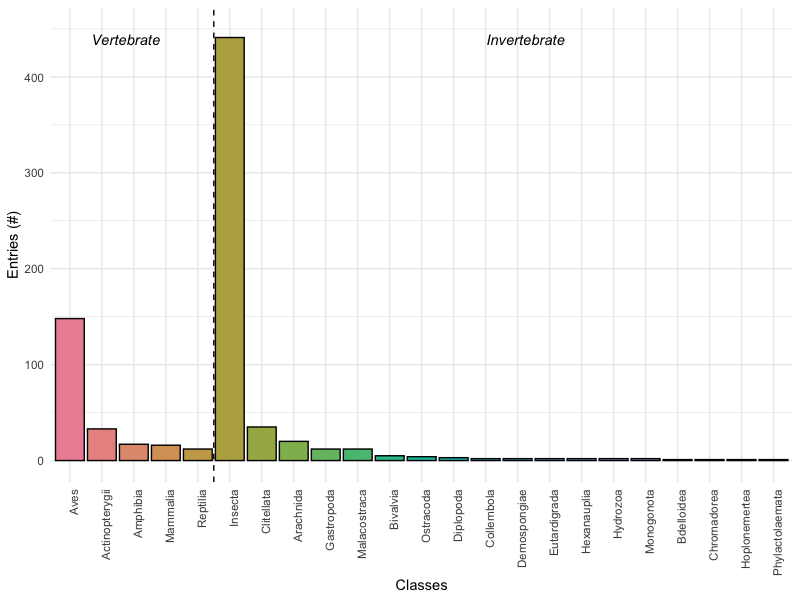 Vertebrate
Invertebrate
Entries (#)
400
300
200
100
0
Aves
Actinopterygii
Amphibia
Mammalia
Reptilia
Insecta
Clitellata
Arachnida
Gastropoda
Malacostraca
Bivalvia
Ostracoda
Diplopoda
Collembola
Demospongiae
Eutardigrada
Hexanauplia
Hydrozoa
Monogonota
Bdelloidea
Chromadorea
Hoplonemertea
Phylactolaemata
Classes